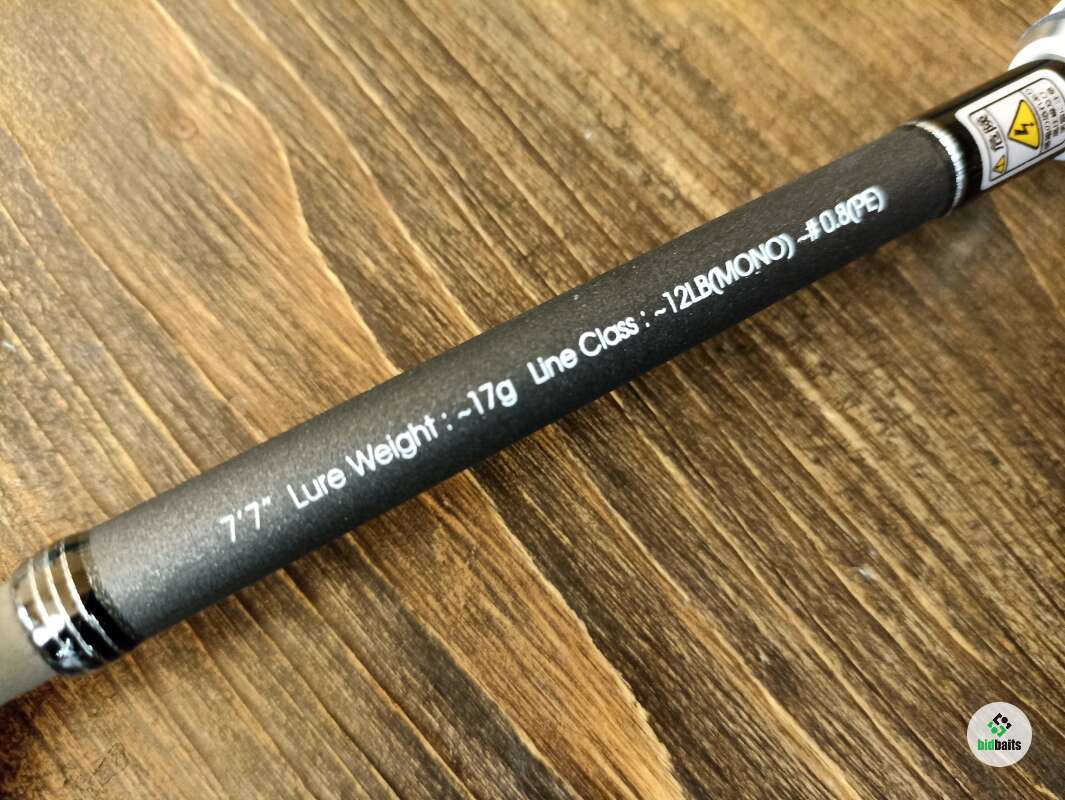 7'7" Lure Weight : ~17g Line Class : ~12LB(MONO) ~#0.8(PE)
bidbaits